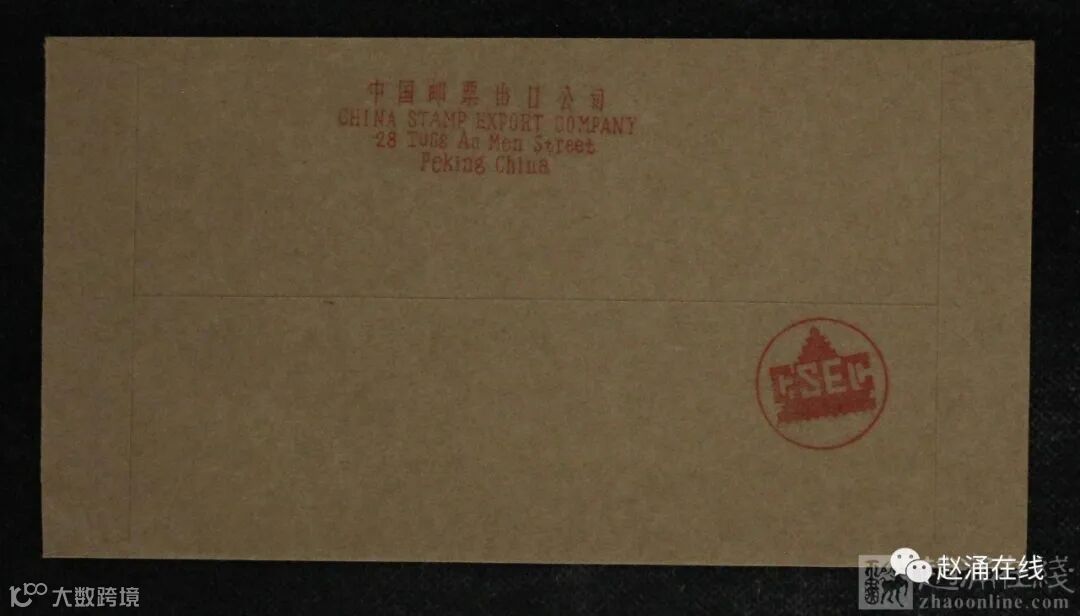 中国邮票出口公司
CHINA STAMP EXPORT COMPANY
28 TUGs An Men Street
Peking China
CSEC
大数跨境
赵涌在线
zhaoonline.com